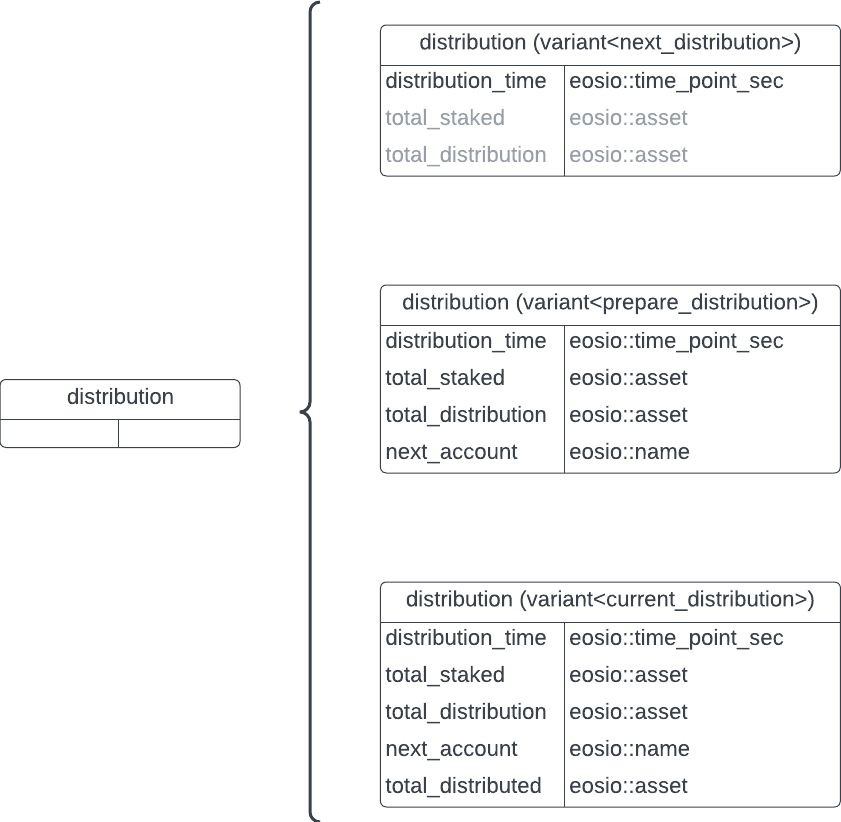 distribution (variant<next_distribution>)
distribution_time eosio::time_point_sec
total_staked eosio::asset
total_distribution eosio::asset
distribution (variant<prepare_distribution>)
distribution_time eosio::time_point_sec
total_staked eosio::asset
total_distribution eosio::asset
next_account eosio::name
distribution
distribution (variant<current_distribution>)
distribution_time eosio::time_point_sec
total_staked eosio::asset
total_distribution eosio::asset
next_account eosio::name
total_distributed eosio::asset